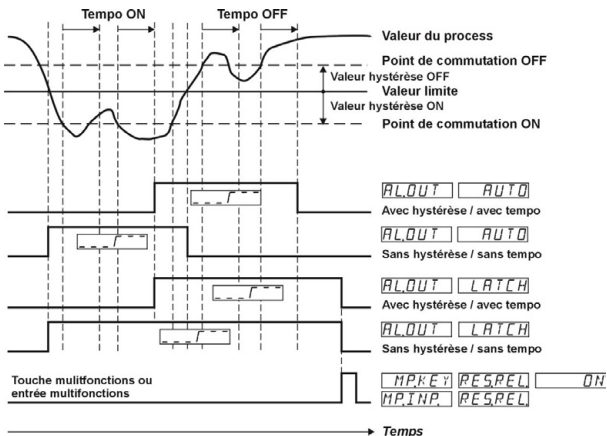 Tempo ON
Tempo OFF
Valeur du process
Point de commutation OFF
Valeur hystérèse OFF
Valeur limite
Valeur hystérèse ON
Point de commutation ON
AL.OUT AUTO
Avec hystérèse / avec tempo
AL.OUT AUTO
Sans hystérèse / sans tempo
AL.OUT LATCH
Avec hystérèse / avec tempo
AL.OUT LATCH
Sans hystérèse / sans tempo
Touche mulitfonctions ou
entrée multifonctions
MP.KEY RES.REL. ON
MP.INP. RES.REL.
Temps